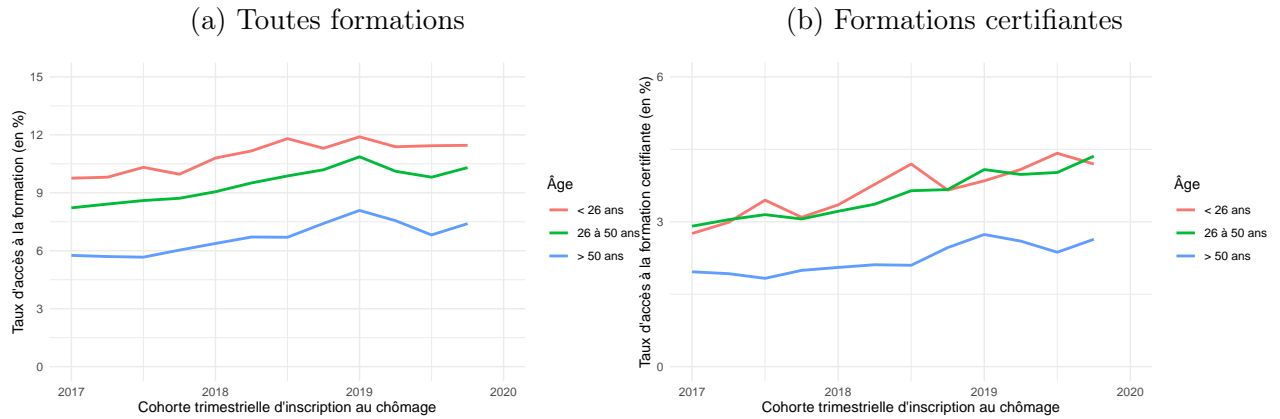 (a) Toutes formations
Taux d'accès à la formation (en %)
15
12
9
6
3
0
2017
2018
2019
2020
Cohorte trimestrielle d'inscription au chômage
Âge
< 26 ans
26 à 50 ans
> 50 ans
(b) Formations certifiantes
Taux d'accès à la formation certifiante (en %)
6
3
0
2017
2018
2019
2020
Cohorte trimestrielle d'inscription au chômage
Âge
< 26 ans
26 à 50 ans
> 50 ans